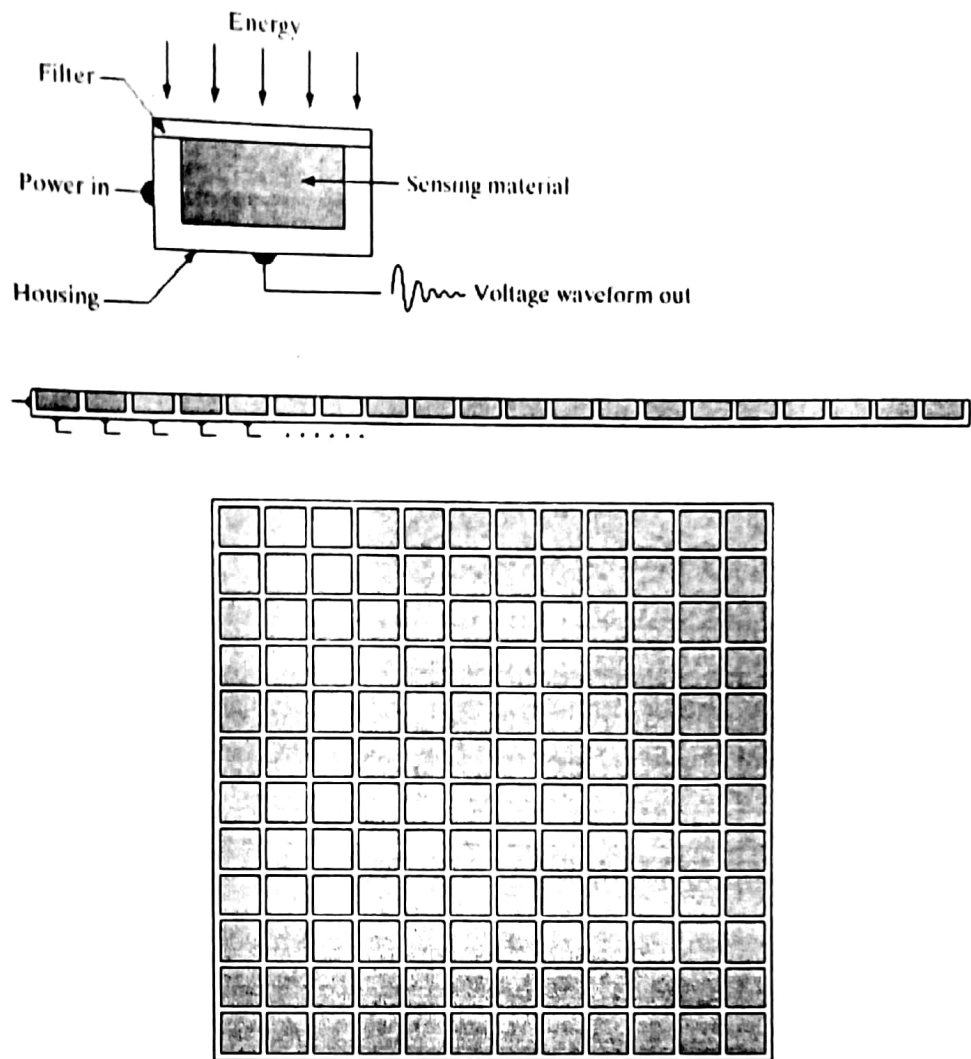 Energy
Filter
Power in
Sensing material
Housing
Voltage waveform out